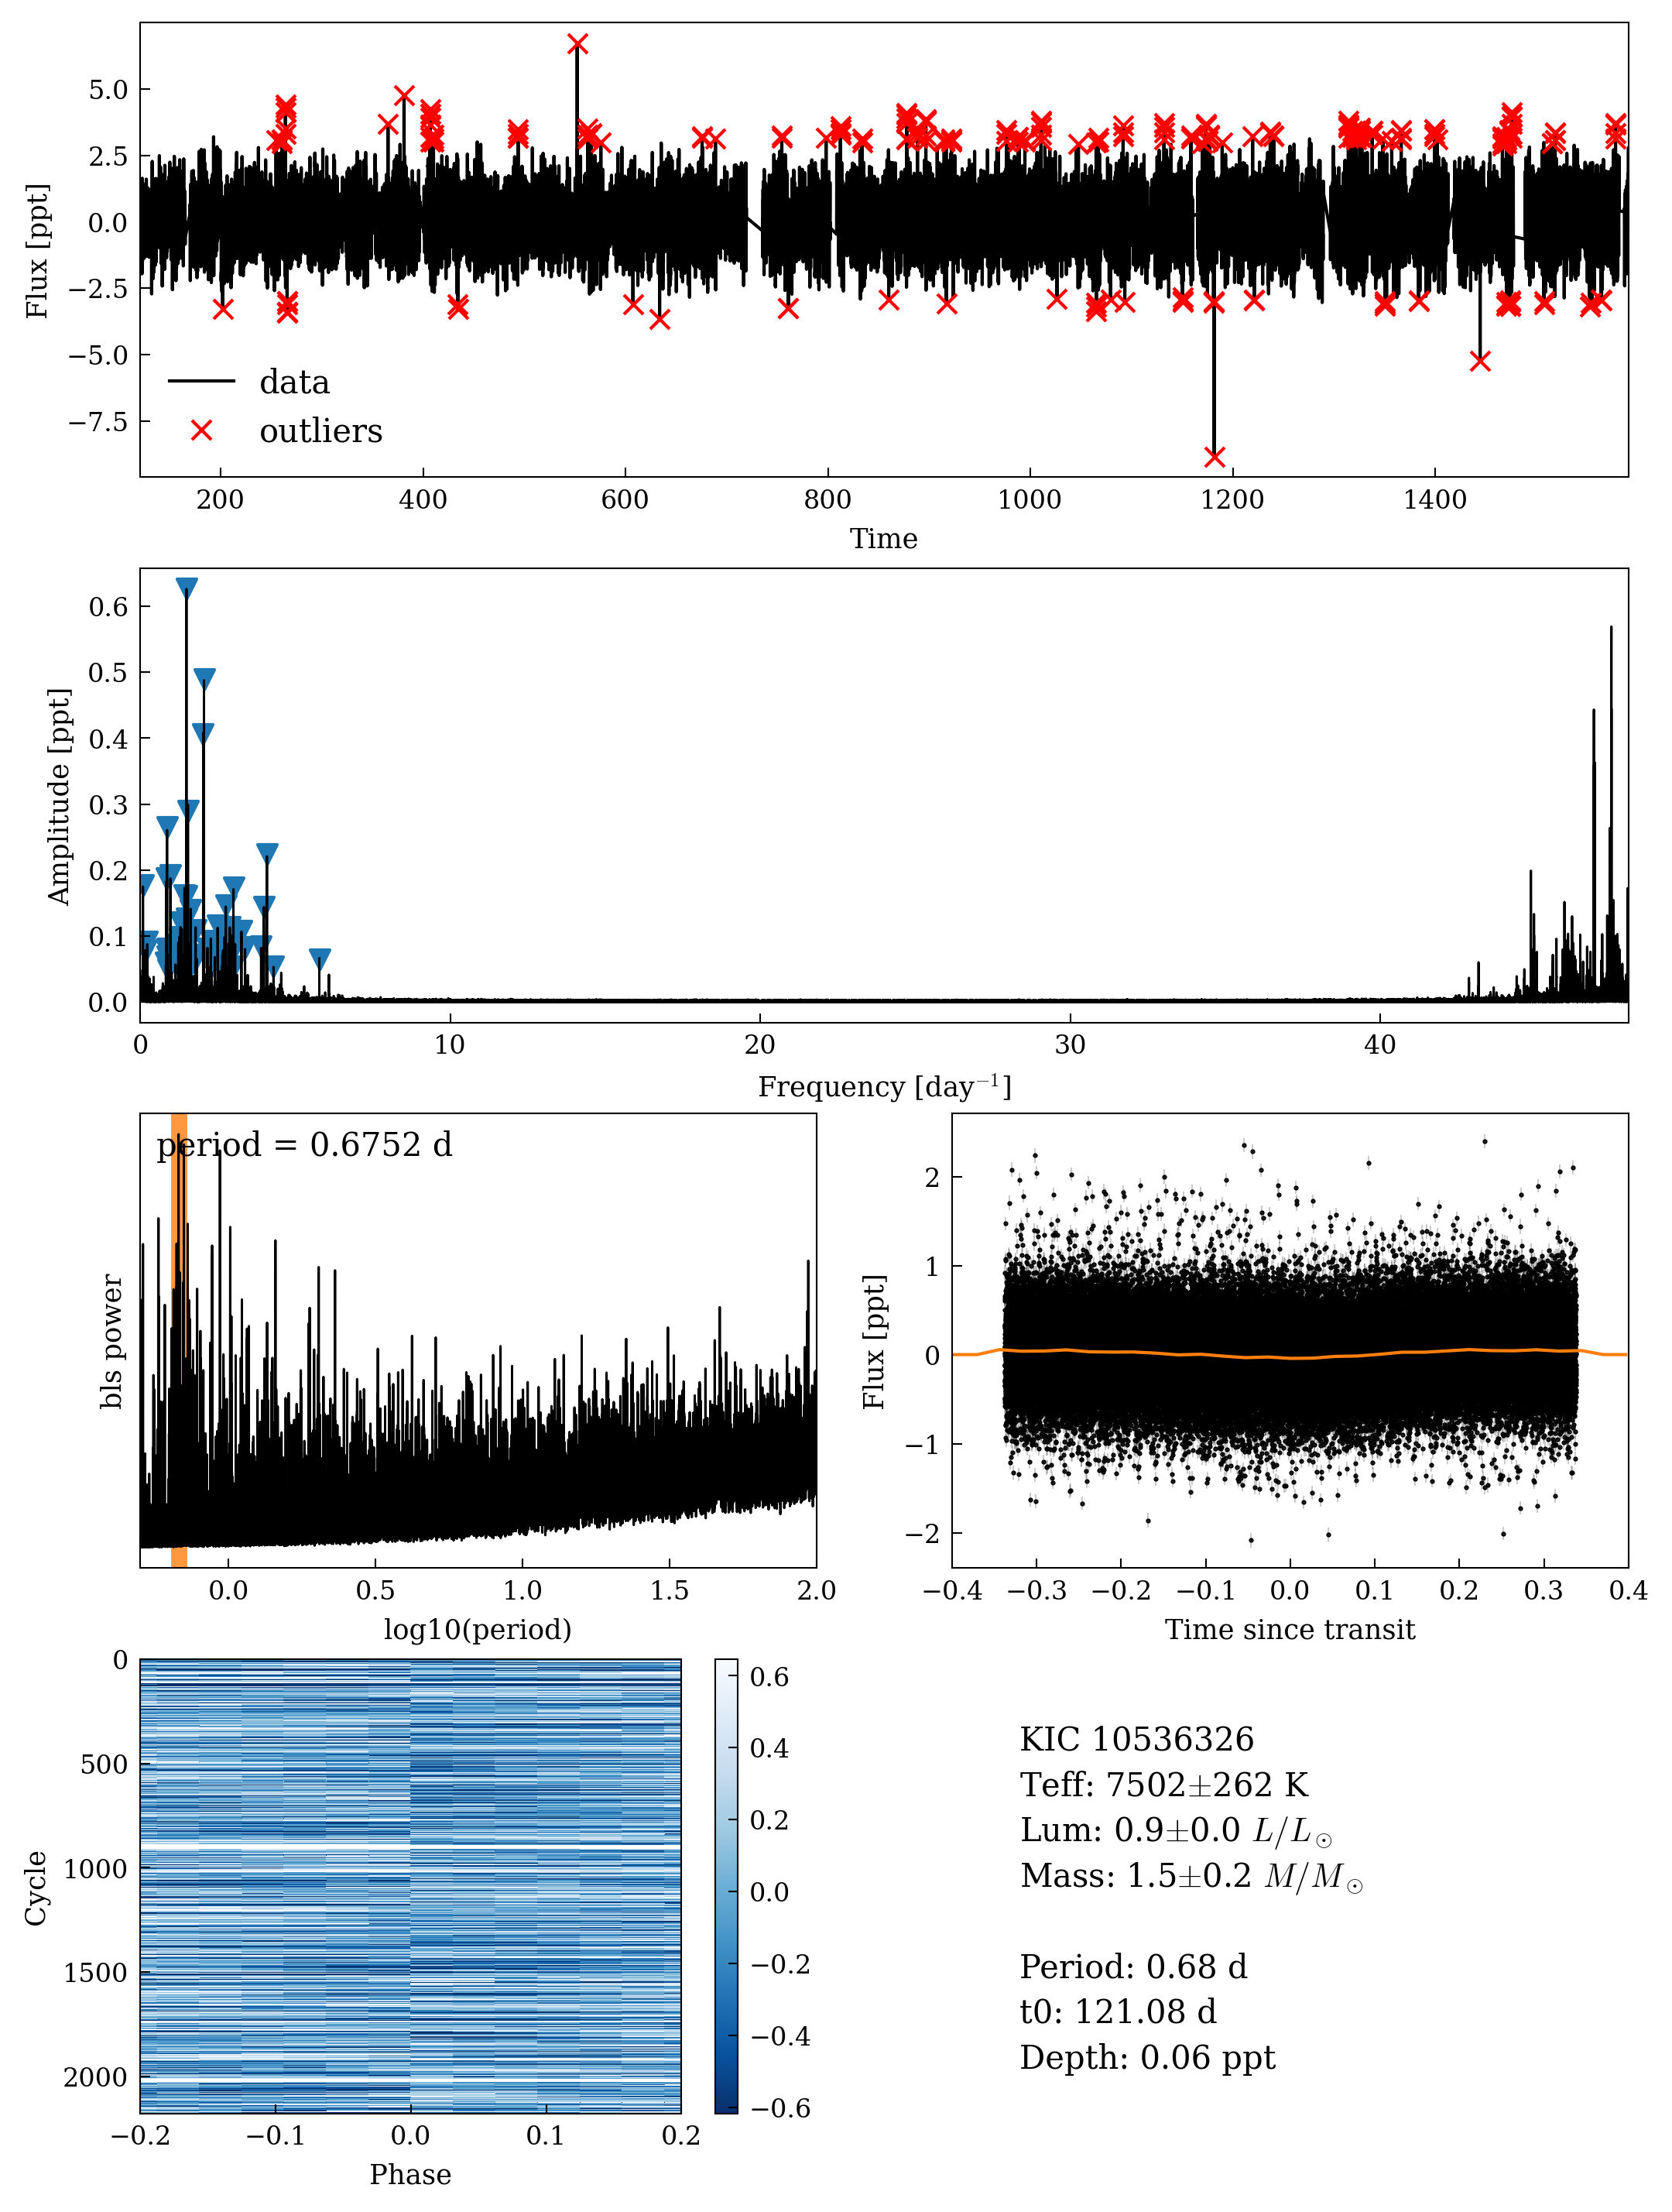 5.0
2.5
0.0
−2.5
−5.0
−7.5
Flux [ppt]
data
outliers
200 400 600 800 1000 1200 1400
Time
0.6
0.5
0.4
0.3
0.2
0.1
0.0
Amplitude [ppt]
0 10 20 30 40
Frequency [day⁻¹]
period = 0.6752 d
bls power
0.0 0.5 1.0 1.5 2.0
log10(period)
2
1
0
−1
−2
Flux [ppt]
−0.4 −0.3 −0.2 −0.1 0.0 0.1 0.2 0.3 0.4
Time since transit
0
500
1000
1500
2000
Cycle
−0.2 −0.1 0.0 0.1 0.2
Phase
0.6
0.4
0.2
0.0
−0.2
−0.4
−0.6
KIC 10536326
Teff: 7502±262 K
Lum: 0.9±0.0 L/L⊙
Mass: 1.5±0.2 M/M⊙
Period: 0.68 d
t0: 121.08 d
Depth: 0.06 ppt